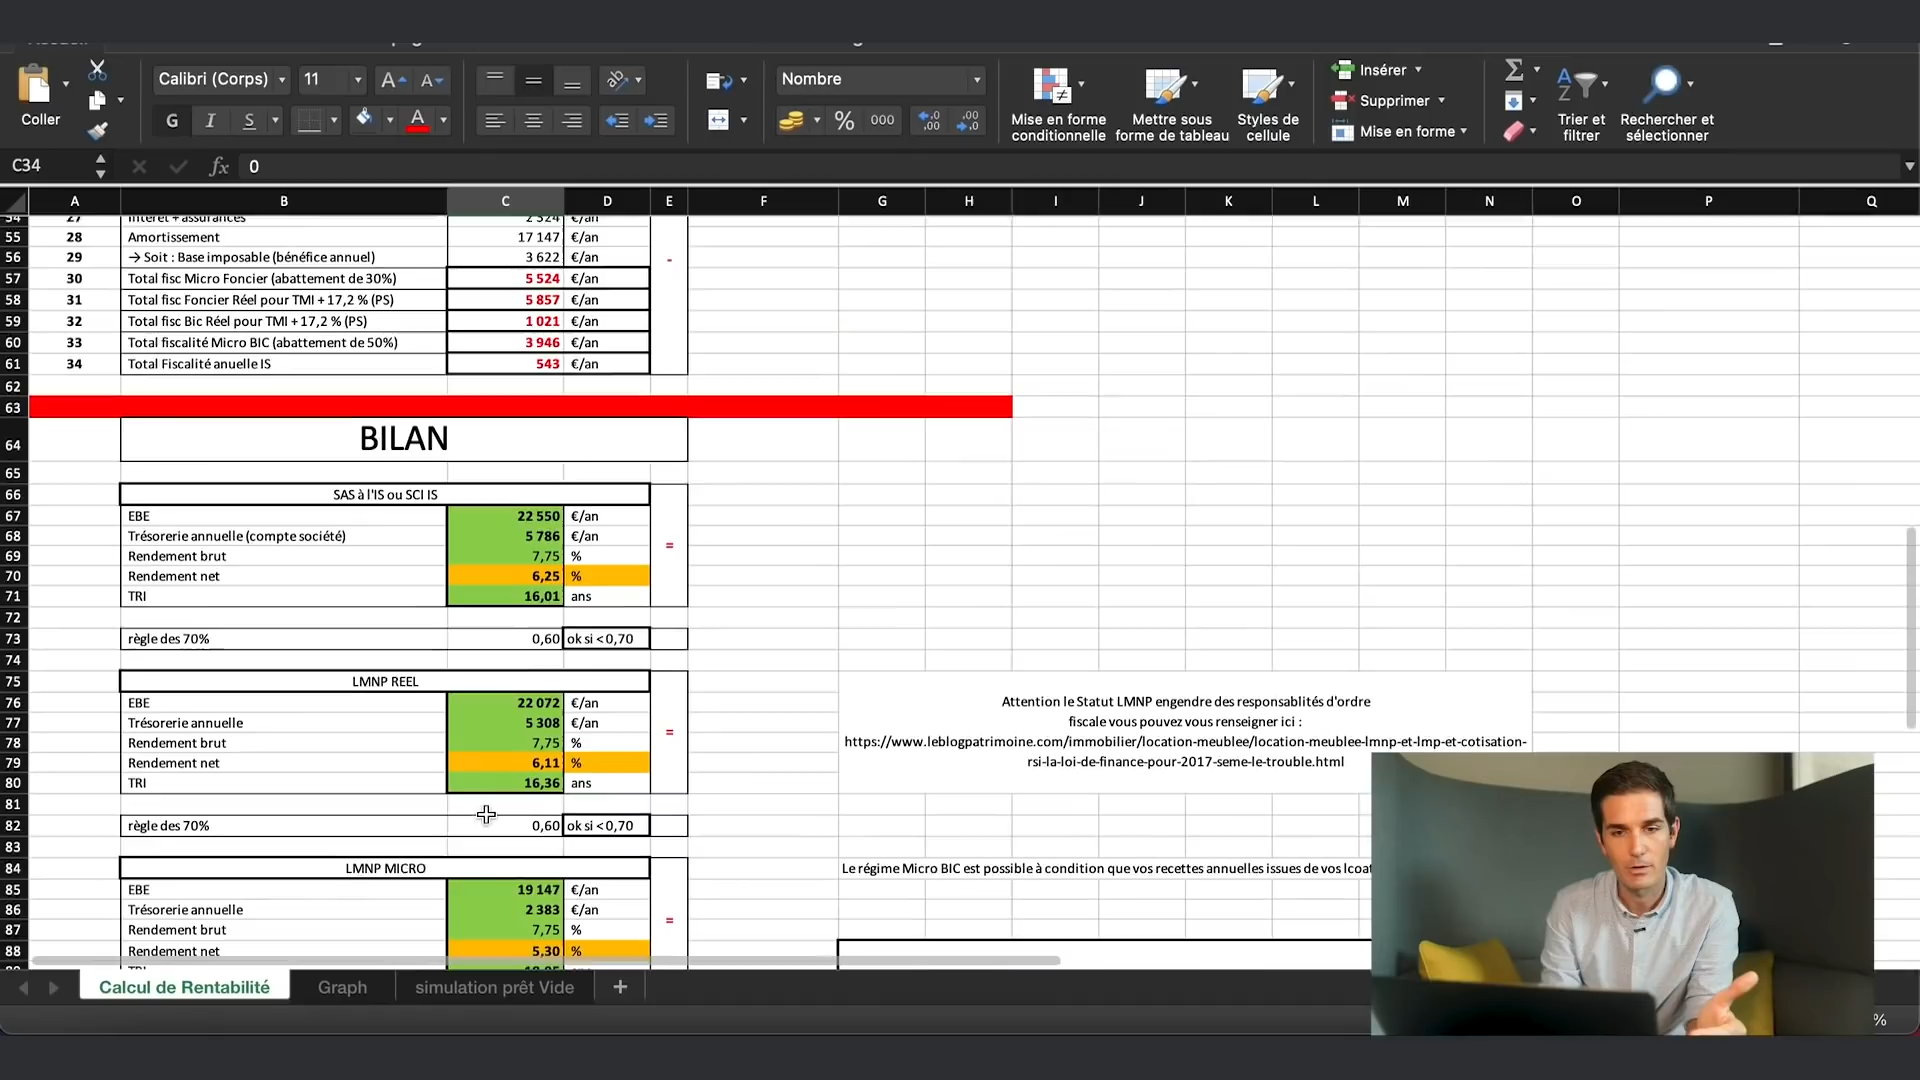 Coller
Calibri (Corps)
11
A
A
G
I
S
A
Nombre
%
000
Mise en forme
conditionnelle
Mettre sous
forme de tableau
Styles de
cellule
Insérer
Supprimer
Mise en forme
Trier et
filtrer
Rechercher et
sélectionner
C34
fx
0
A B C D E F G H I J K L M N O P Q
54 27 Intérêt + assurances 2 324 €/an
55 28 Amortissement 17 147 €/an
56 29 → Soit : Base imposable (bénéfice annuel) 3 622 €/an -
57 30 Total fisc Micro Foncier (abattement de 30%) 5 524 €/an
58 31 Total fisc Foncier Réel pour TMI + 17,2 % (PS) 5 857 €/an
59 32 Total fisc Bic Réel pour TMI + 17,2 % (PS) 1 021 €/an
60 33 Total fiscalité Micro BIC (abattement de 50%) 3 946 €/an
61 34 Total Fiscalité anuelle IS 543 €/an
62
63
64 BILAN
65
66 SAS à l'IS ou SCI IS
67 EBE 22 550 €/an
68 Trésorerie annuelle (compte société) 5 786 €/an
=
69 Rendement brut 7,75 %
70 Rendement net 6,25 %
71 TRI 16,01 ans
72
73 règle des 70% 0,60 ok si < 0,70
74
75 LMNP REEL
76 EBE 22 072 €/an
77 Trésorerie annuelle 5 308 €/an
=
78 Rendement brut 7,75 %
79 Rendement net 6,11 %
80 TRI 16,36 ans
81
82 règle des 70% 0,60 ok si < 0,70
83
84 LMNP MICRO
85 EBE 19 147 €/an
86 Trésorerie annuelle 2 383 €/an
=
87 Rendement brut 7,75 %
88 Rendement net 5,30 %
Attention le Statut LMNP engendre des responsablités d'ordre
fiscale vous pouvez vous renseigner ici :
https://www.leblogpatrimoine.com/immobilier/location-meublee/location-meublee-lmnp-et-lmp-et-cotisation-
rsi-la-loi-de-finance-pour-2017-seme-le-trouble.html
Le régime Micro BIC est possible à condition que vos recettes annuelles issues de vos lcoat
Calcul de Rentabilité
Graph
simulation prêt Vide
+
%